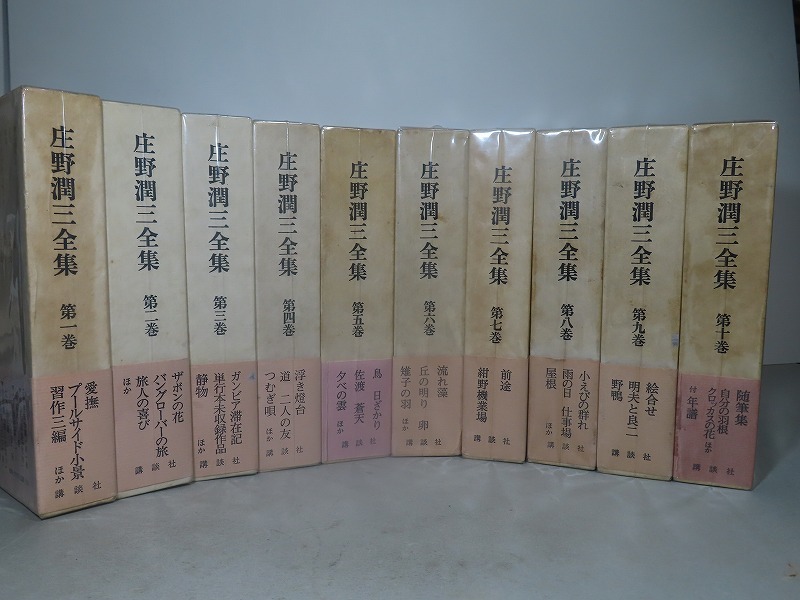 庄野潤三全集
第一巻
愛撫
プールサイド小景
習作三編
ほか
講談社
庄野潤三全集
第二巻
ザボンの花
バングローバーの旅
旅人の喜び
ほか
講談社
庄野潤三全集
第三巻
ガンビア滞在記
単行本未収録作品
静物
ほか
講談社
庄野潤三全集
第四巻
浮き燈台
道 二人の友
つむぎ唄
ほか
講談社
庄野潤三全集
第五巻
鳥 日ざかり
佐渡 蒼天
夕べの雲
ほか
講談社
庄野潤三全集
第六巻
流れ藻
丘の明り 卵
雉子の羽
ほか
講談社
庄野潤三全集
第七巻
前途
紺野機業場
講談社
庄野潤三全集
第八巻
小えびの群れ
雨の日 仕事場
屋根
ほか
講談社
庄野潤三全集
第九巻
絵合せ
明夫と良二
野鴨
講談社
庄野潤三全集
第十巻
随筆集
自分の羽根
クロッカスの花
ほか
付 年譜
講談社